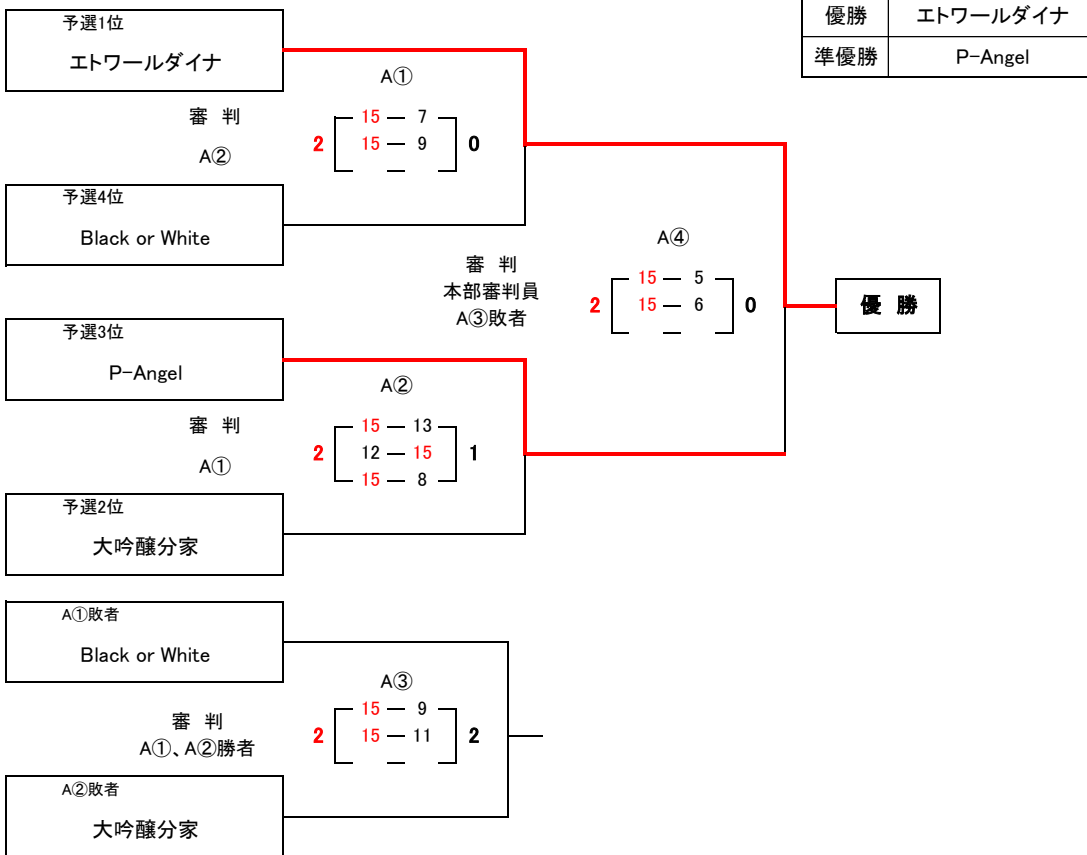 優勝 エトワールダイナ
準優勝 P-Angel
予選1位
エトワールダイナ
A①
審 判
A②
2 15 — 7 0
15 — 9
—
予選4位
Black or White
審 判
本部審判員
A③敗者
A④
2 15 — 5 0
15 — 6
—
優 勝
予選3位
P-Angel
A②
審 判
A①
15 — 13
2 12 — 15 1
15 — 8
予選2位
大吟醸分家
A①敗者
Black or White
A③
審 判
A①、A②勝者
15 — 9
2 15 — 11 2
—
A②敗者
大吟醸分家